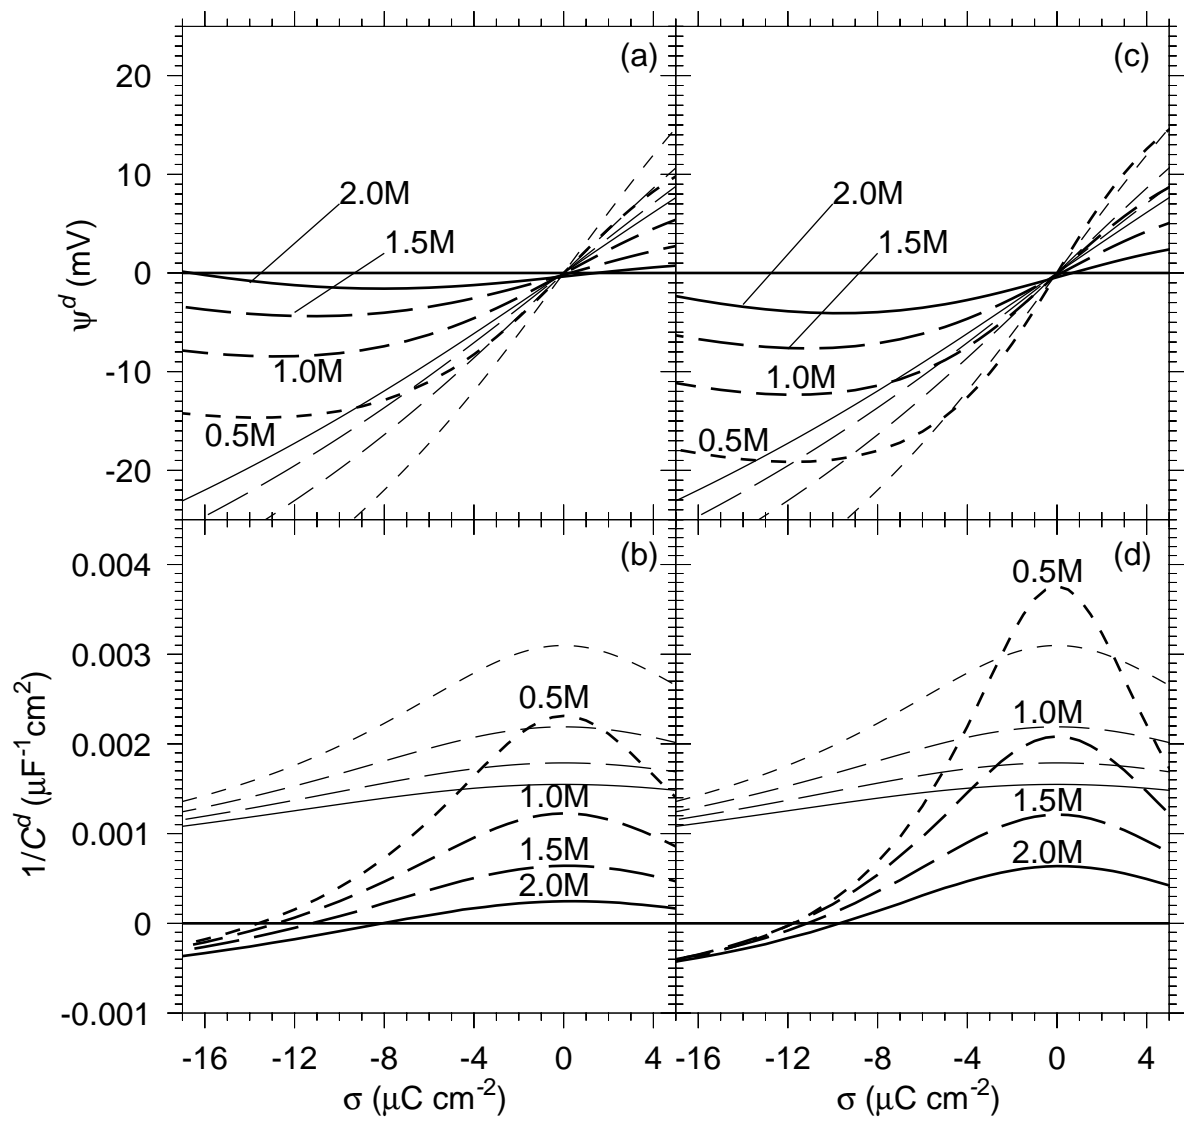 (a)
(c)
20
10
0
-10
-20
ψᵈ (mV)
2.0M
1.5M
1.0M
0.5M
2.0M
1.5M
1.0M
0.5M
(b)
(d)
0.004
0.003
0.002
0.001
0
-0.001
1/Cᵈ (μF⁻¹cm²)
0.5M
1.0M
1.5M
2.0M
0.5M
1.0M
1.5M
2.0M
-16 -12 -8 -4 0 4
-16 -12 -8 -4 0 4
σ (μC cm⁻²)
σ (μC cm⁻²)